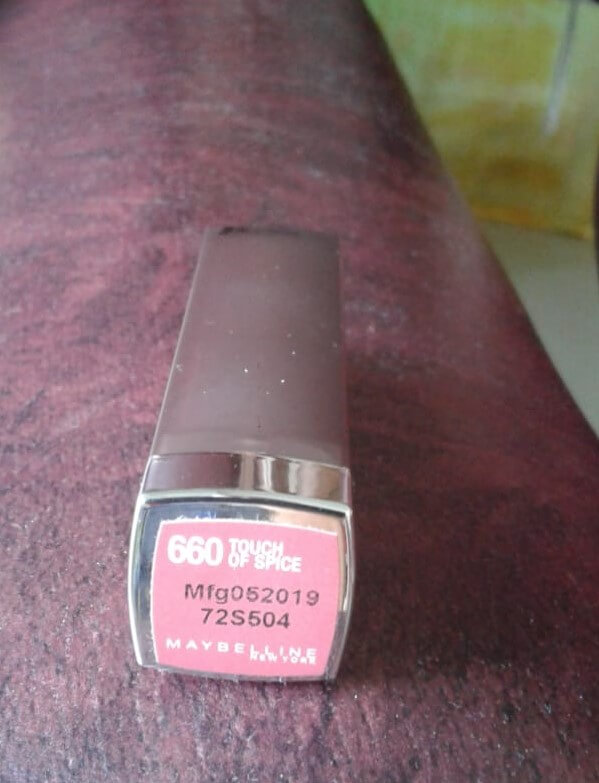 660 TOUCH
OF SPICE
Mfg052019
72S504
MAYBELLINE
NEW YORK